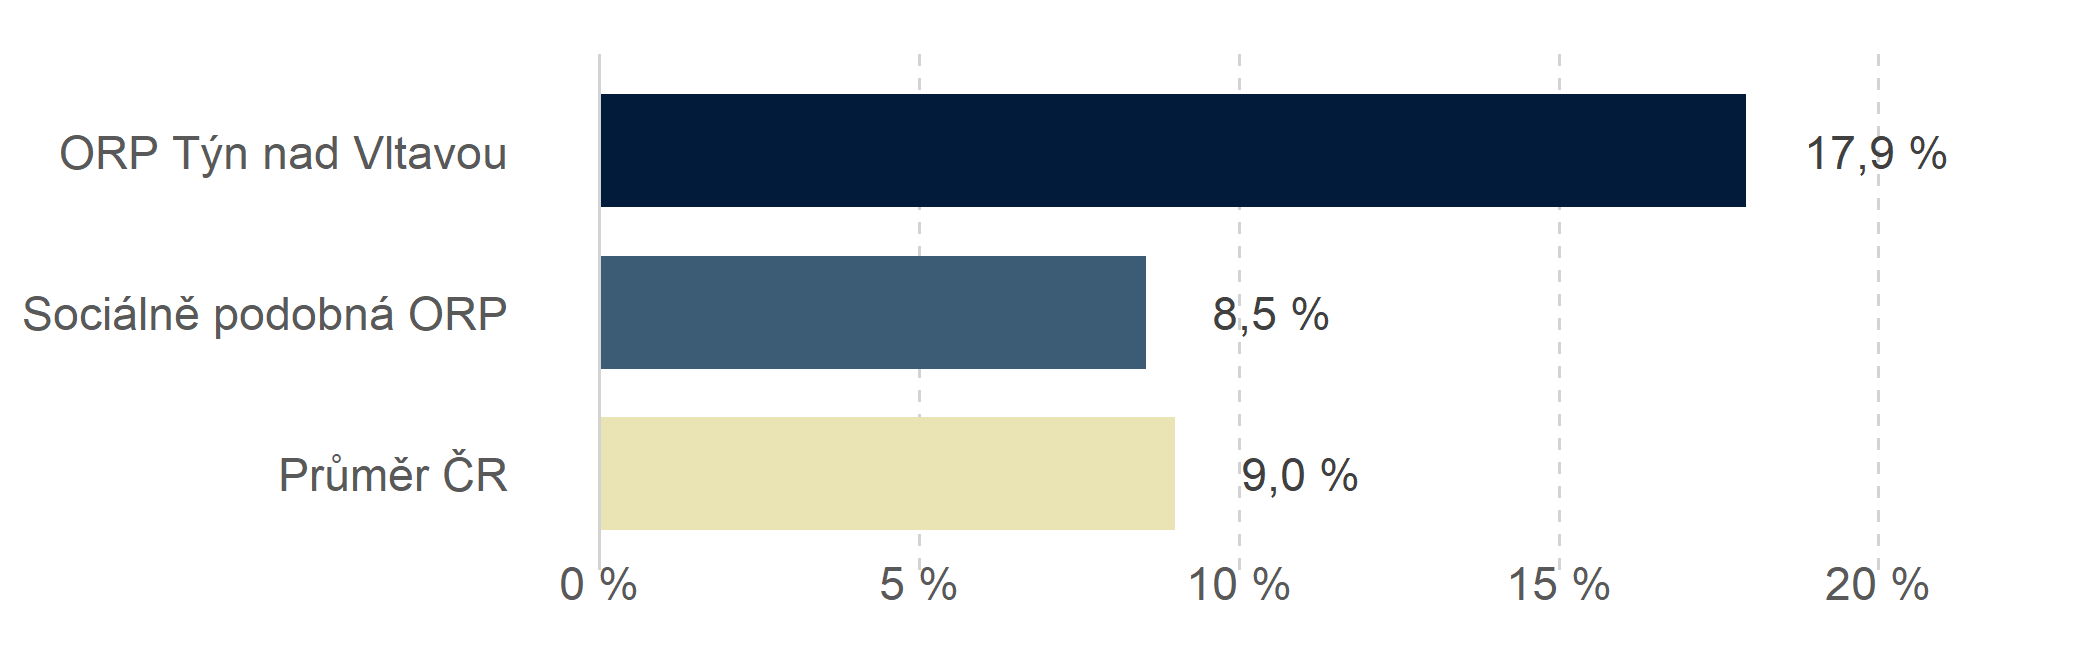 ORP Týn nad Vltavou
17,9 %
Sociálně podobná ORP
8,5 %
Průměr ČR
9,0 %
0 %
5 %
10 %
15 %
20 %